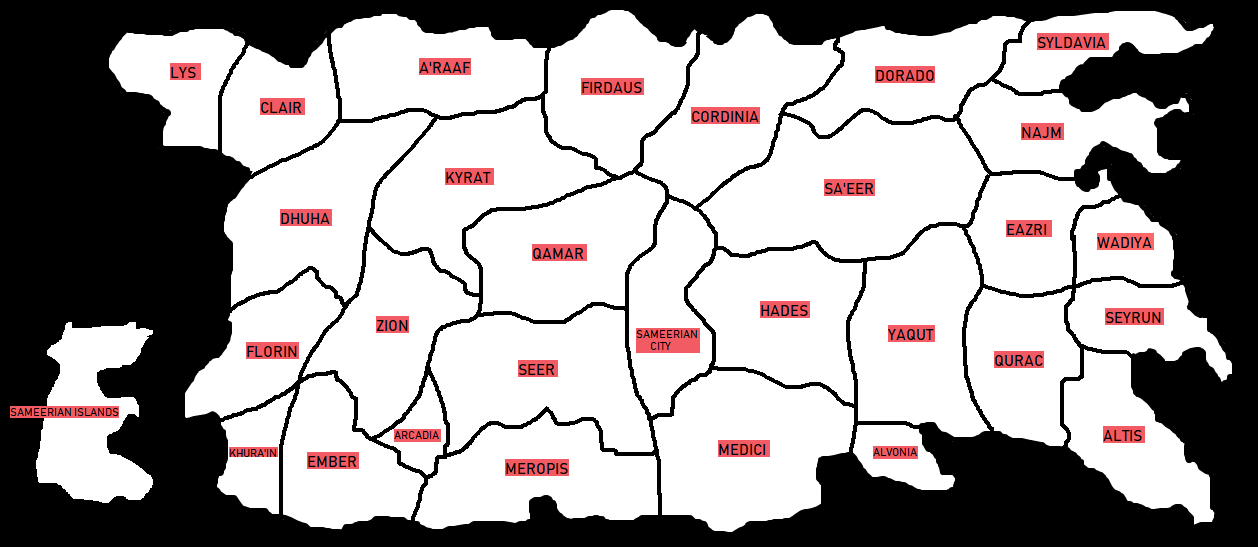 SYLDAVIA
A'RAAF
LYS
DORADO
FIRDAUS
CLAIR
CORDINIA
NAJM
KYRAT
SA'EER
DHUHA
EAZRI
WADIYA
QAMAR
HADES
SEYRUN
ZION
SAMEERIAN
CITY
YAQUT
FLORIN
QURAC
SEER
SAMEERIAN ISLANDS
ARCADIA
ALTIS
MEDICI
KHURA'IN
ALVONIA
EMBER
MEROPIS